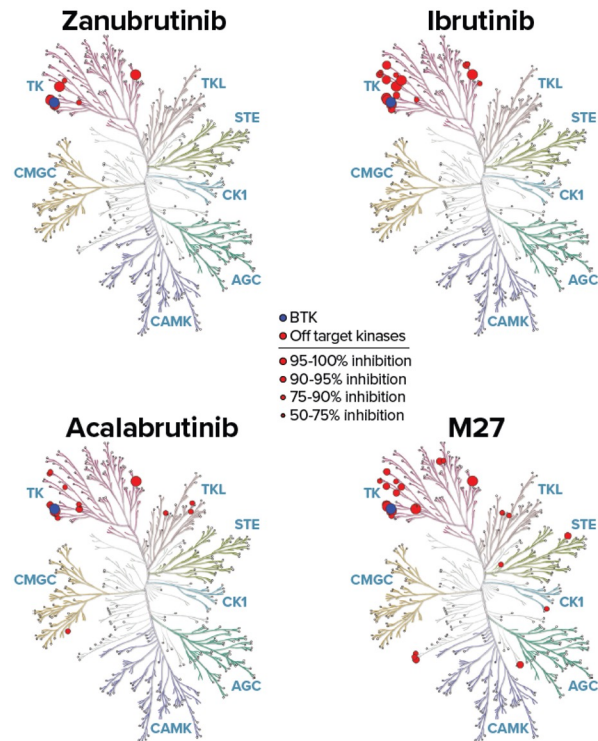 Zanubrutinib
TK
TKL
STE
CMGC
CK1
AGC
CAMK
Ibrutinib
TK
TKL
STE
CMGC
CK1
AGC
CAMK
BTK
Off target kinases
95-100% inhibition
90-95% inhibition
75-90% inhibition
50-75% inhibition
Acalabrutinib
TK
TKL
STE
CMGC
CK1
AGC
CAMK
M27
TK
TKL
STE
CMGC
CK1
AGC
CAMK